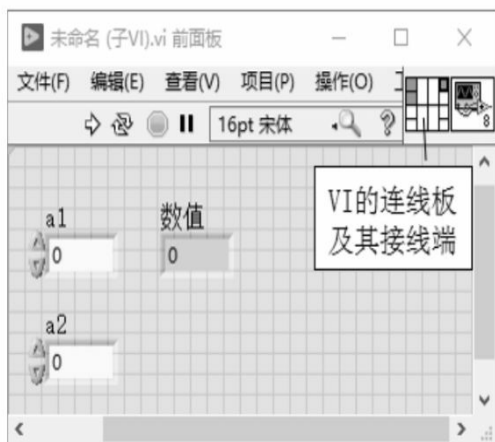 未命名 (子VI).vi 前面板
文件(F) 编辑(E) 查看(V) 项目(P) 操作(O)
16pt 宋体
?
8
VI的连线板
及其接线端
a1
数值
0
0
a2
0